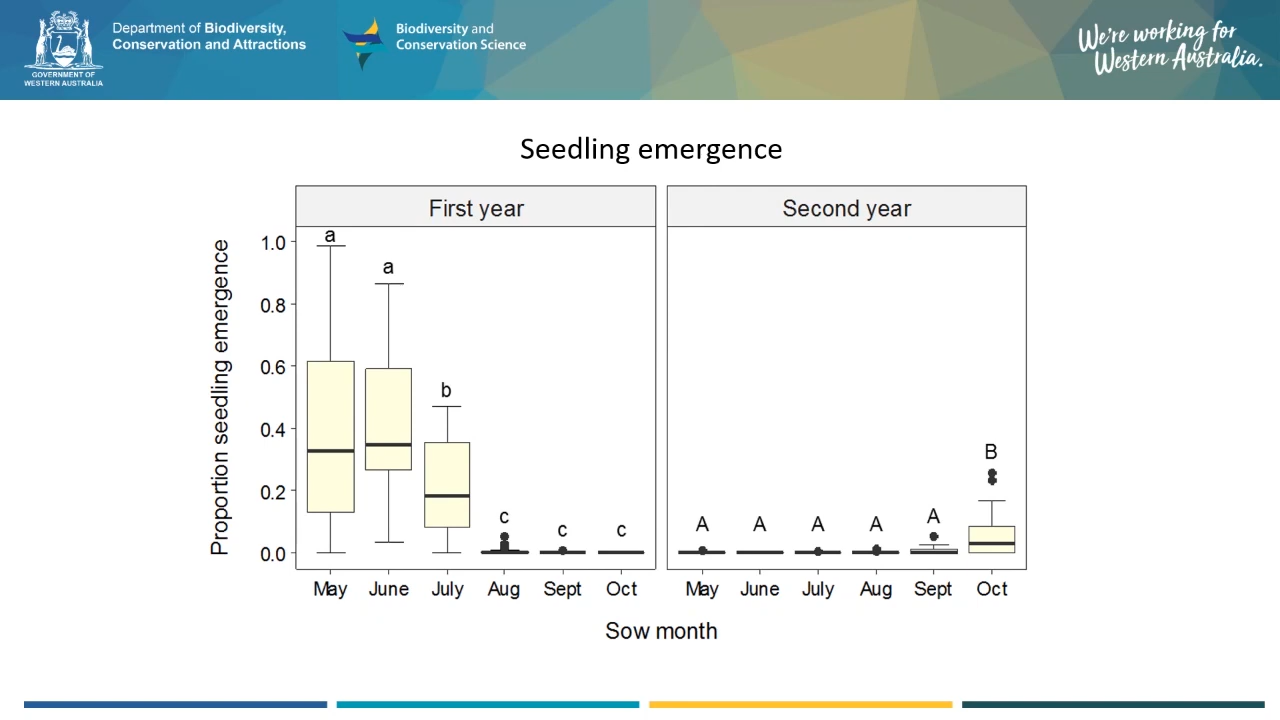 GOVERNMENT OF
WESTERN AUSTRALIA
Department of Biodiversity,
Conservation and Attractions
Biodiversity and
Conservation Science
We're working for
Western Australia.
Seedling emergence
First year
Second year
Proportion seedling emergence
1.0
0.8
0.6
0.4
0.2
0.0
a
a
b
c
c
c
A
A
A
A
A
B
May June July Aug Sept Oct
May June July Aug Sept Oct
Sow month